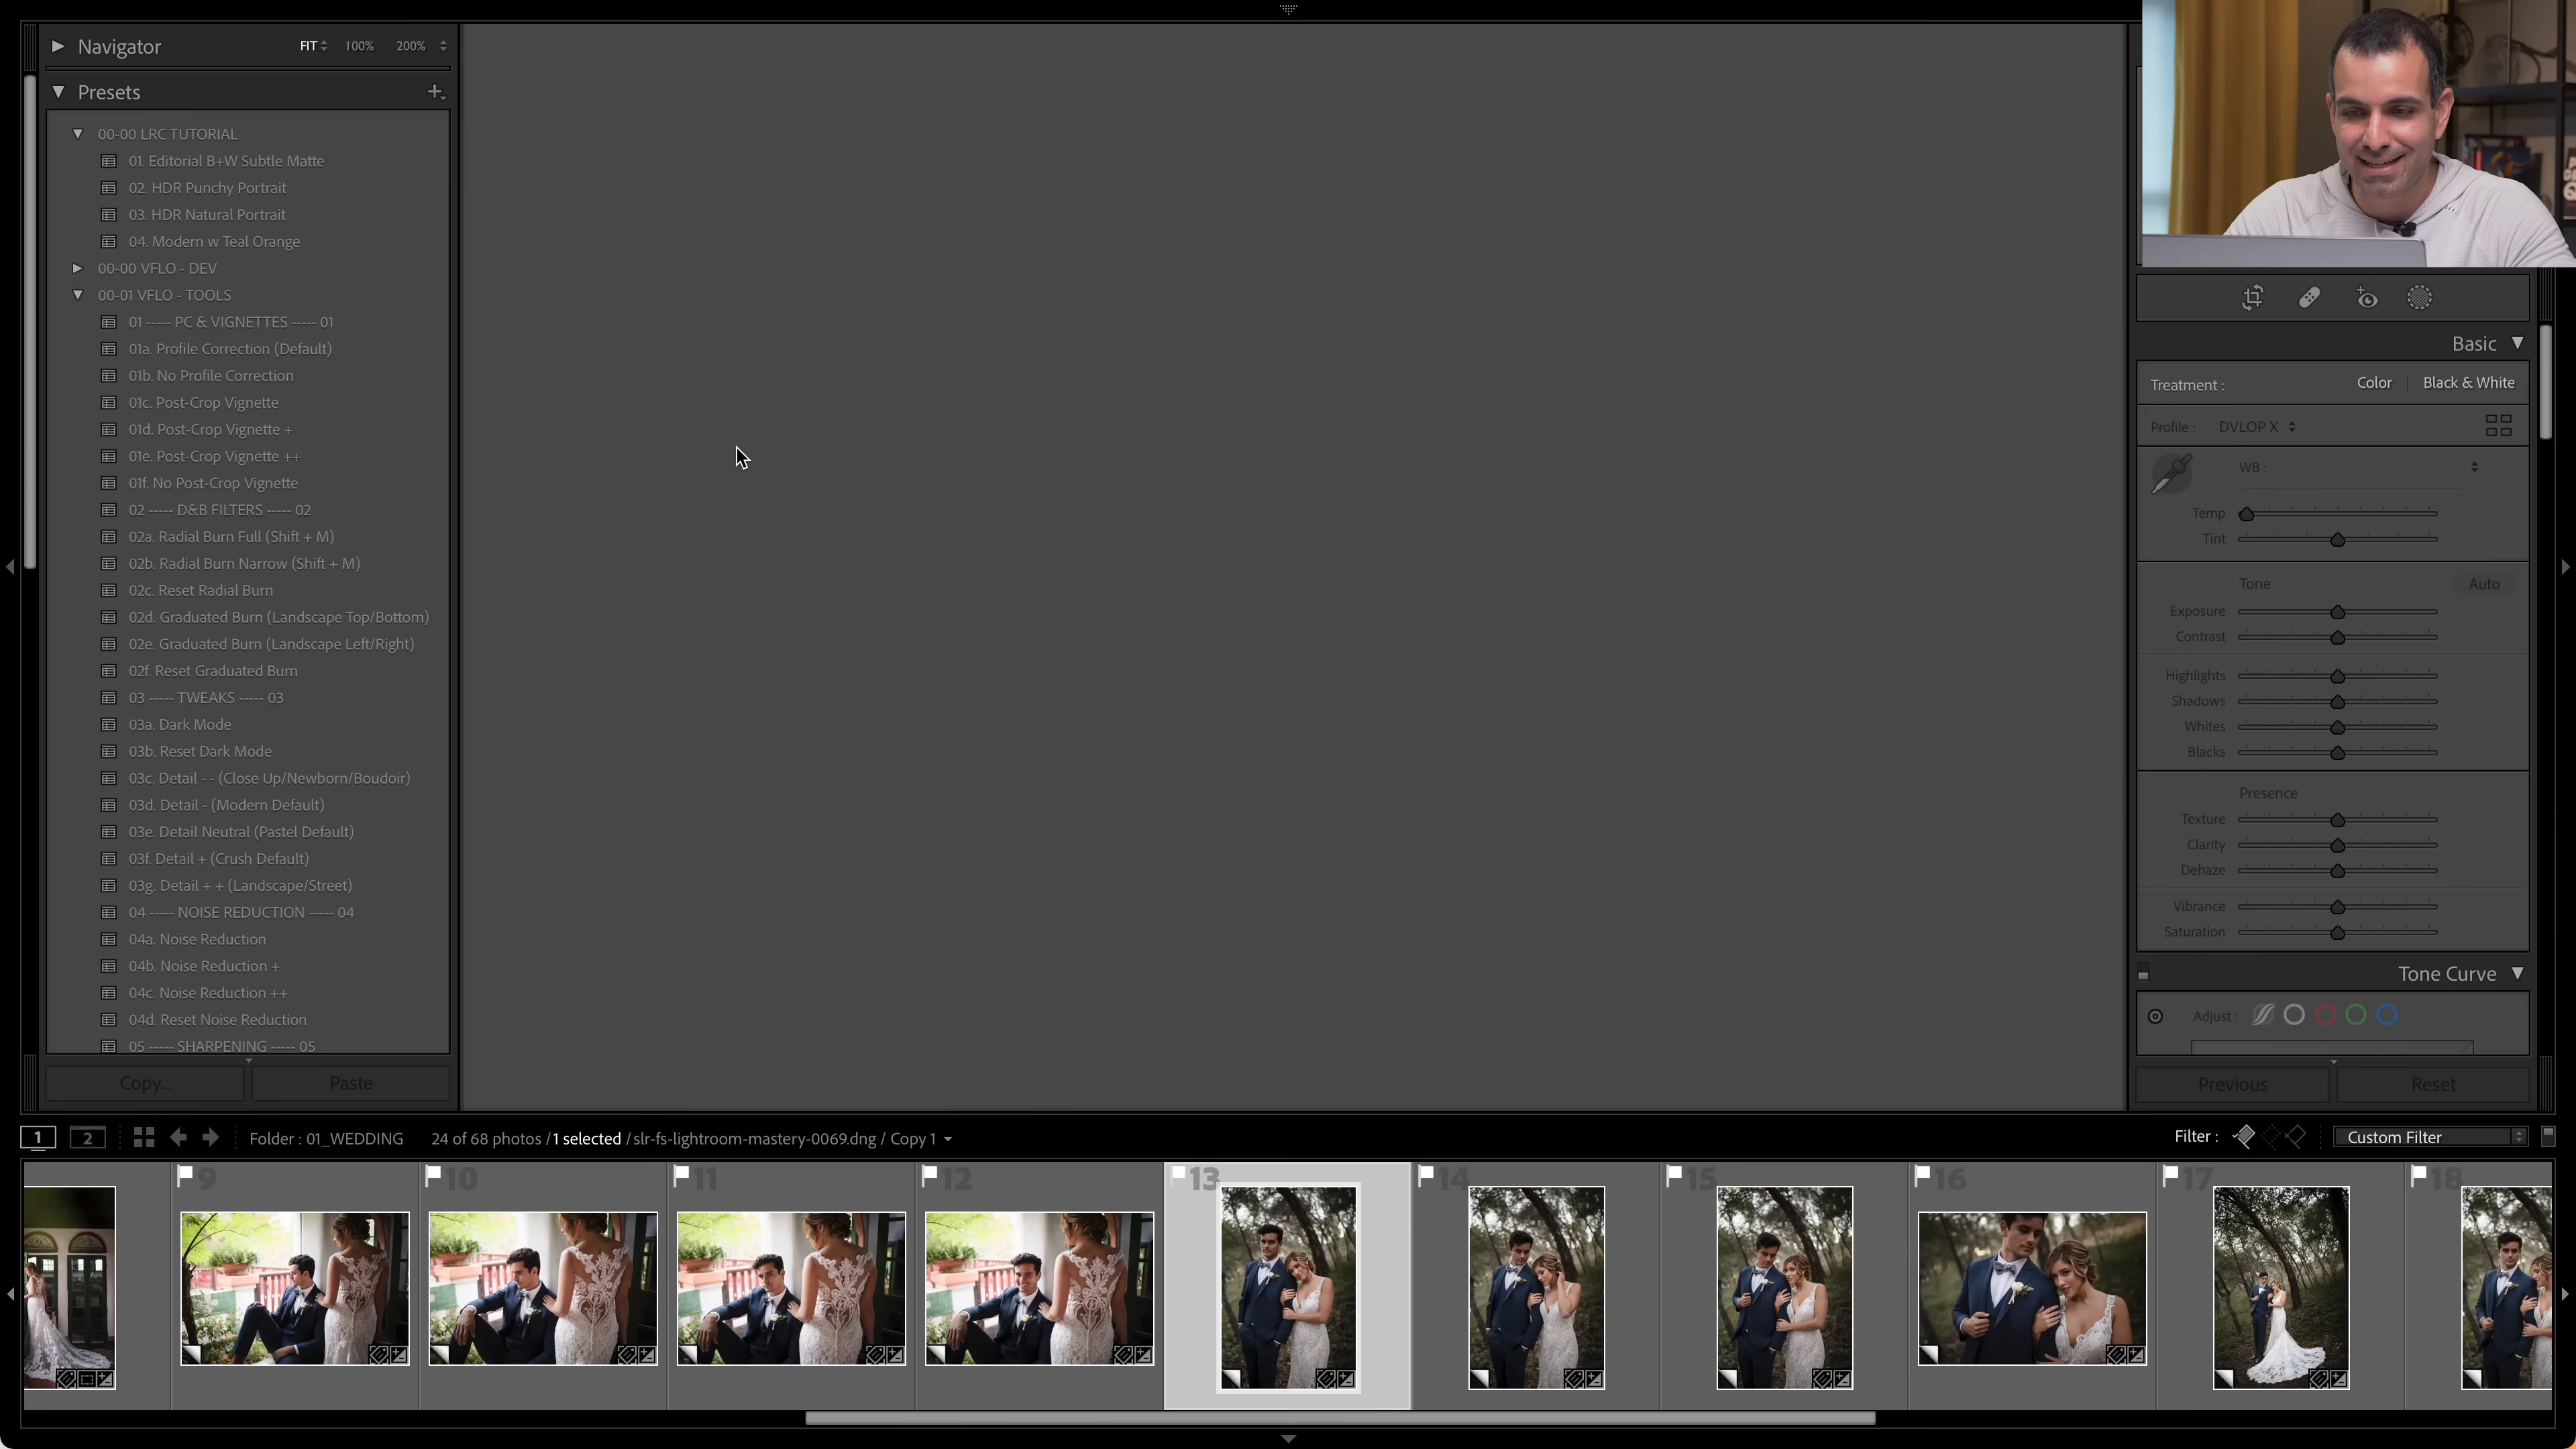 Navigator
FIT 100% 200%
Presets
00-00 LRC TUTORIAL
01. Editorial B+W Subtle Matte
02. HDR Punchy Portrait
03. HDR Natural Portrait
04. Modern w Teal Orange
00-00 VFLO - DEV
00-01 VFLO - TOOLS
01 ----- PC & VIGNETTES ----- 01
01a. Profile Correction (Default)
01b. No Profile Correction
01c. Post-Crop Vignette
01d. Post-Crop Vignette +
01e. Post-Crop Vignette ++
01f. No Post-Crop Vignette
02 ----- D&B FILTERS ----- 02
02a. Radial Burn Full (Shift + M)
02b. Radial Burn Narrow (Shift + M)
02c. Reset Radial Burn
02d. Graduated Burn (Landscape Top/Bottom)
02e. Graduated Burn (Landscape Left/Right)
02f. Reset Graduated Burn
03 ----- TWEAKS ----- 03
03a. Dark Mode
03b. Reset Dark Mode
03c. Detail - - (Close Up/Newborn/Boudoir)
03d. Detail - (Modern Default)
03e. Detail Neutral (Pastel Default)
03f. Detail + (Crush Default)
03g. Detail + + (Landscape/Street)
04 ----- NOISE REDUCTION ----- 04
04a. Noise Reduction
04b. Noise Reduction +
04c. Noise Reduction ++
04d. Reset Noise Reduction
05 ----- SHARPENING ----- 05
Copy... Paste
Basic
Treatment : Color Black & White
Profile : DVLOP X
WB :
Temp
Tint
Tone Auto
Exposure
Contrast
Highlights
Shadows
Whites
Blacks
Presence
Texture
Clarity
Dehaze
Vibrance
Saturation
Tone Curve
Adjust :
Previous Reset
1 2 Folder : 01_WEDDING 24 of 68 photos / 1 selected / slr-fs-lightroom-mastery-0069.dng / Copy 1 Filter : Custom Filter
9 10 11 12 13 14 15 16 17 18